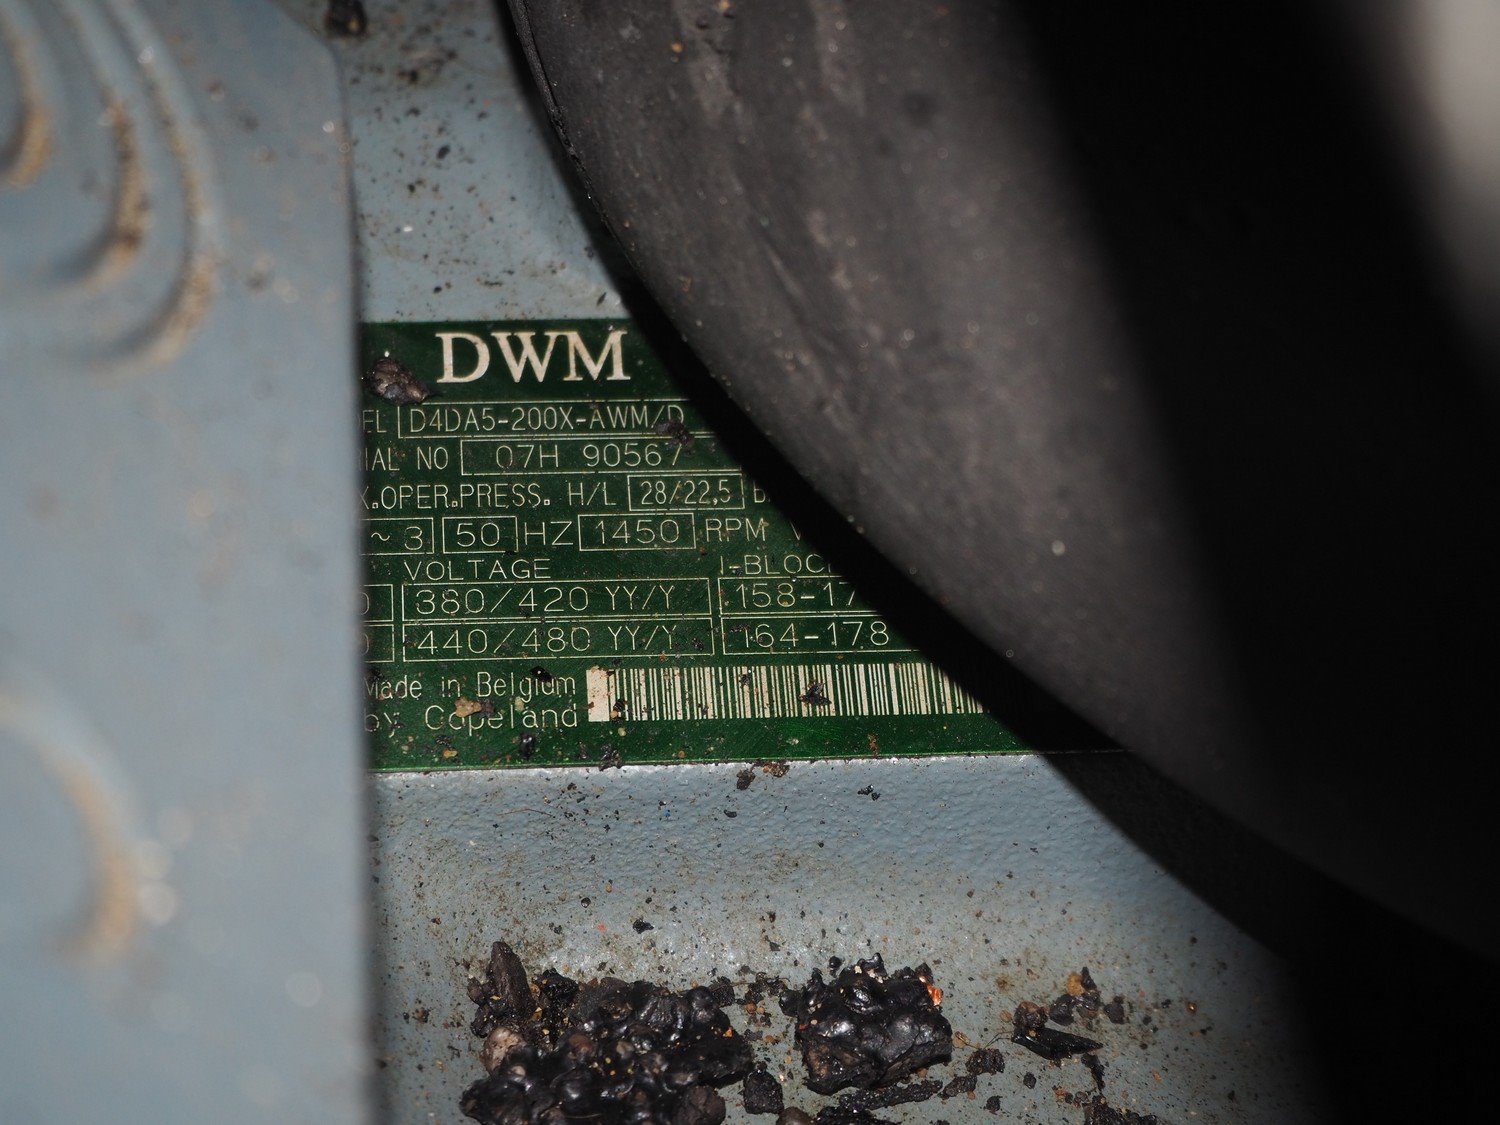 DWM
D4DA5-200X-AWM/D
NO 07H 90567
.OPER.PRESS. H/L 28/22,5
~ 3 50 HZ 1450 RPM
VOLTAGE
380/420 YY/Y
440/480 YY/Y 164-178
Made in Belgium
by Copeland